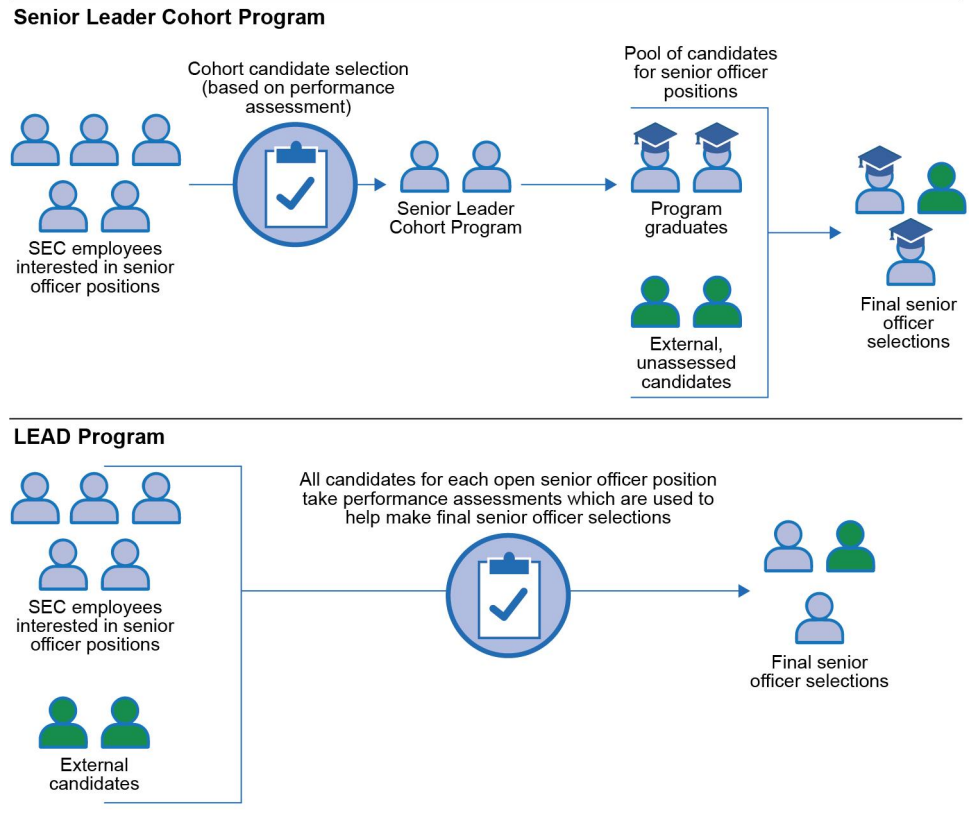 Senior Leader Cohort Program
Cohort candidate selection
(based on performance
assessment)
SEC employees
interested in senior
officer positions
Senior Leader
Cohort Program
Pool of candidates
for senior officer
positions
Program
graduates
External,
unassessed
candidates
Final senior
officer
selections
LEAD Program
SEC employees
interested in senior
officer positions
External
candidates
All candidates for each open senior officer position
take performance assessments which are used to
help make final senior officer selections
Final senior
officer selections